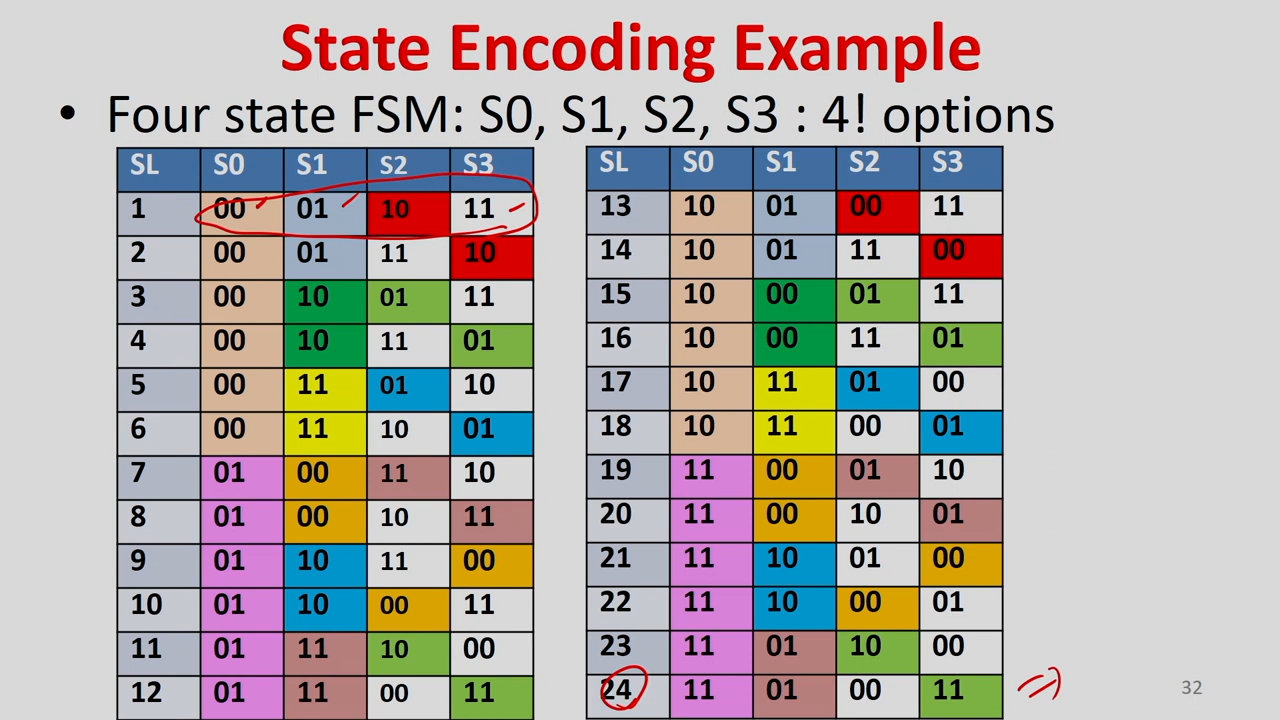 State Encoding Example
• Four state FSM: S0, S1, S2, S3 : 4! options
SL S0 S1 S2 S3
1 00 01 10 11
2 00 01 11 10
3 00 10 01 11
4 00 10 11 01
5 00 11 01 10
6 00 11 10 01
7 01 00 11 10
8 01 00 10 11
9 01 10 11 00
10 01 10 00 11
11 01 11 10 00
12 01 11 00 11
SL S0 S1 S2 S3
13 10 01 00 11
14 10 01 11 00
15 10 00 01 11
16 10 00 11 01
17 10 11 01 00
18 10 11 00 01
19 11 00 01 10
20 11 00 10 01
21 11 10 01 00
22 11 10 00 01
23 11 01 10 00
24 11 01 00 11
32